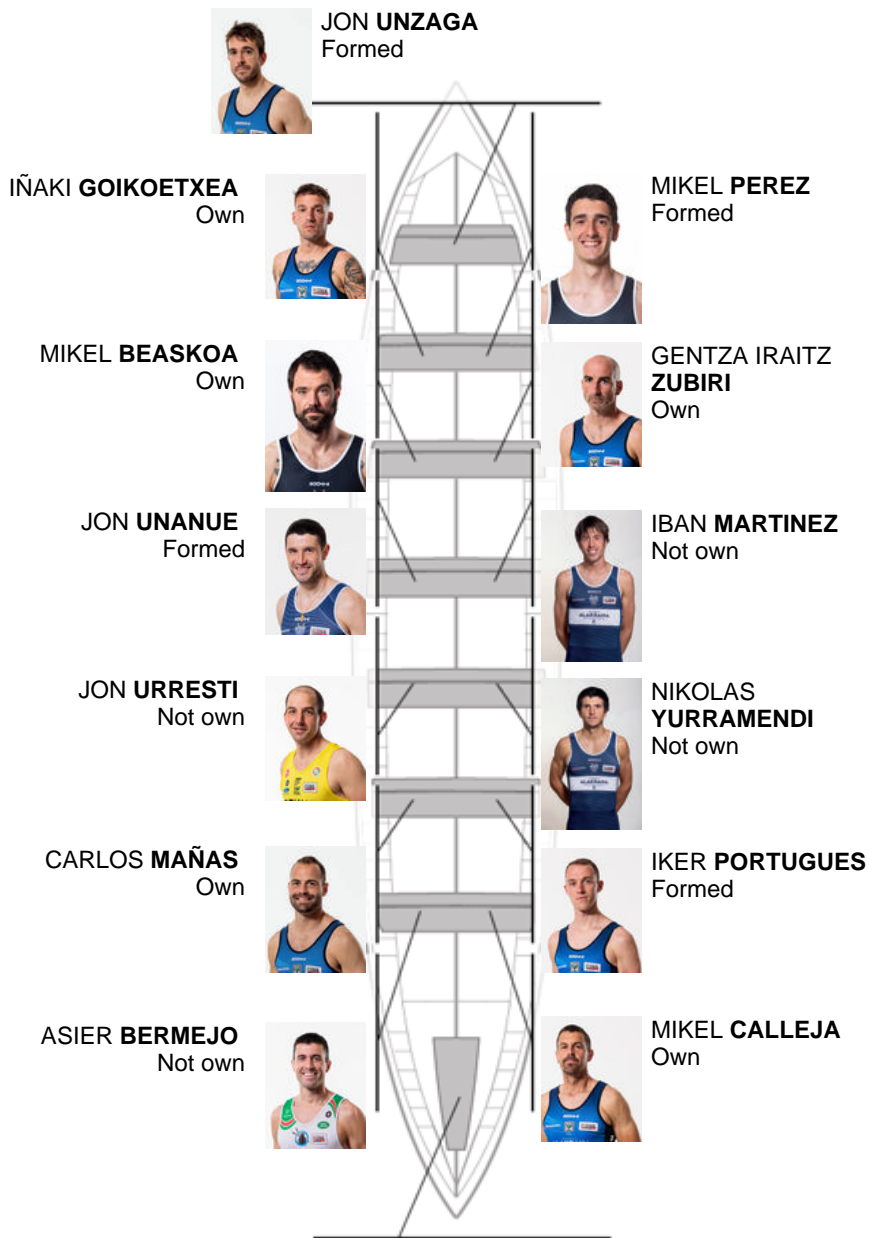 JON UNZAGA
Formed
IÑAKI GOIKOETXEA
Own
MIKEL PEREZ
Formed
MIKEL BEASKOA
Own
GENTZA IRAITZ
ZUBIRI
Own
JON UNANUE
Formed
IBAN MARTINEZ
Not own
JON URRESTI
Not own
NIKOLAS
YURRAMENDI
Not own
CARLOS MAÑAS
Own
IKER PORTUGUES
Formed
ASIER BERMEJO
Not own
MIKEL CALLEJA
Own